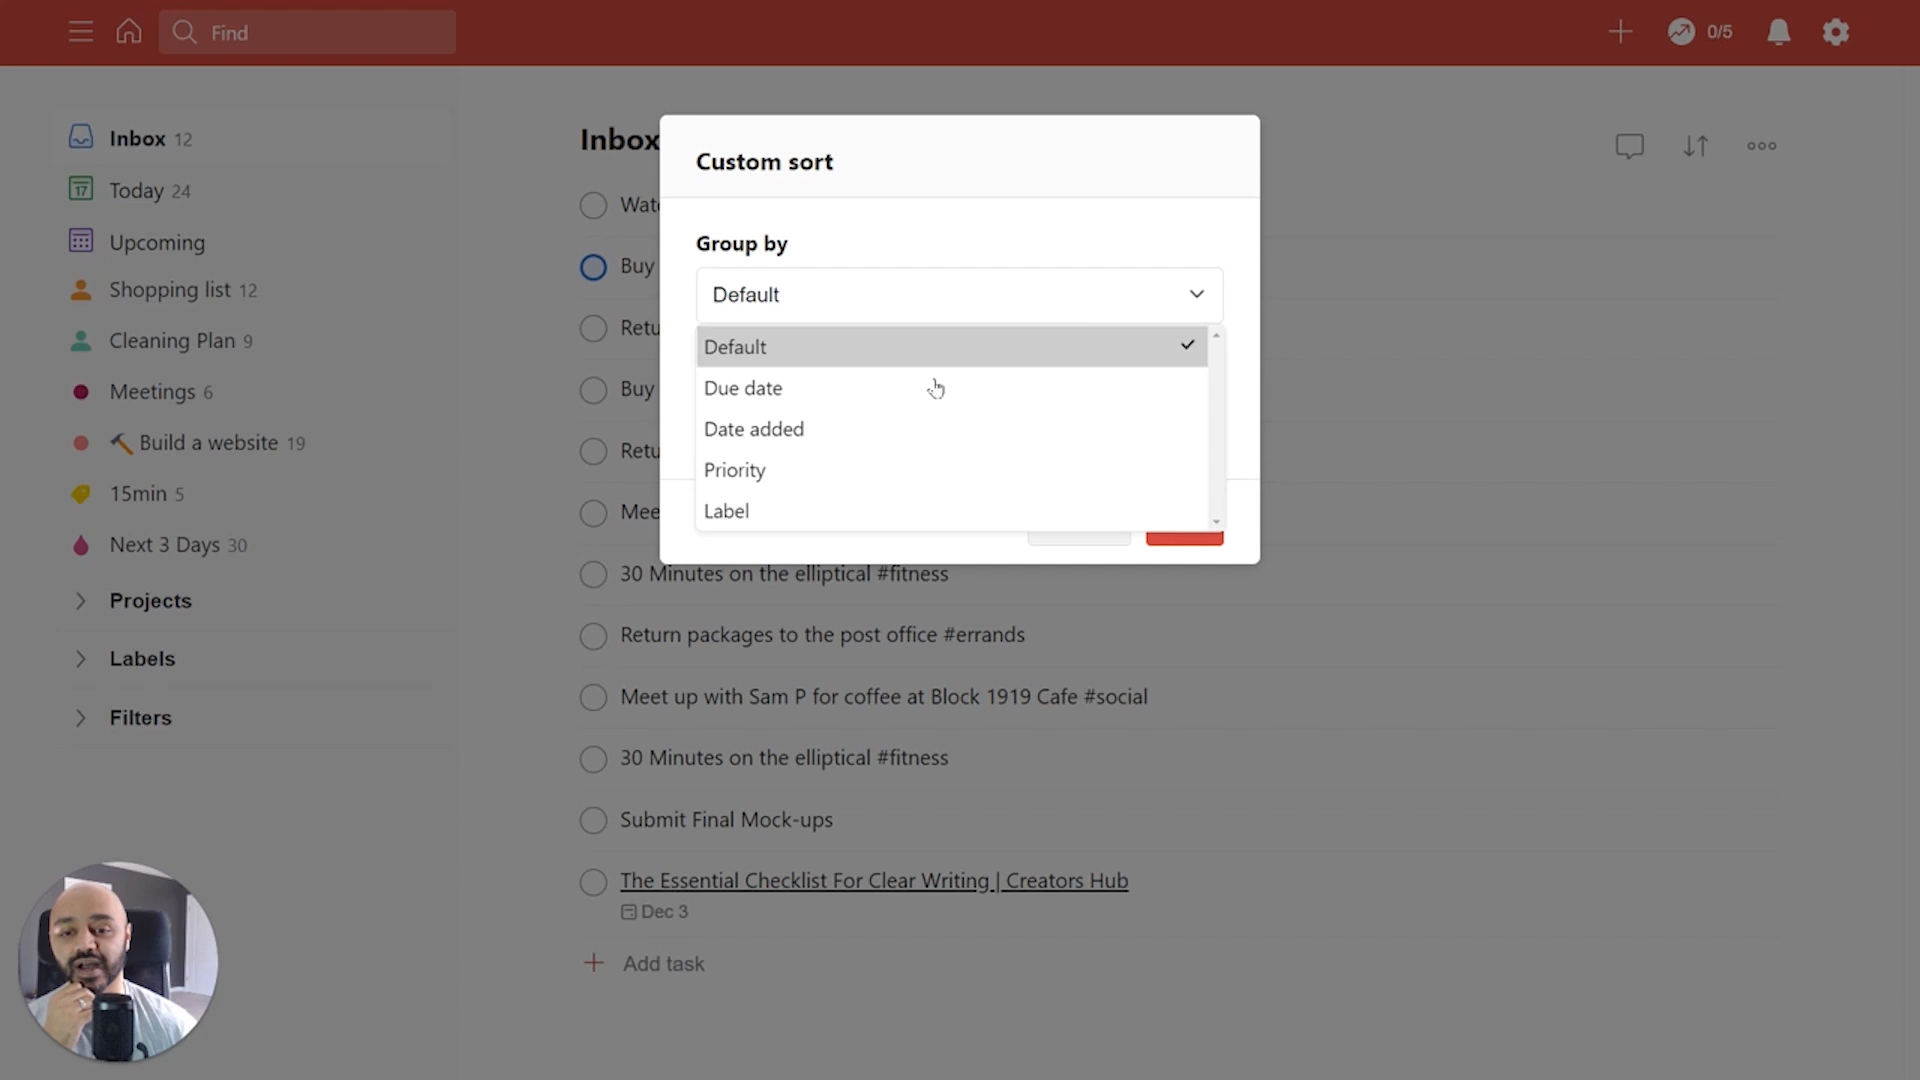 Find
0/5
Inbox 12
17
Today 24
Upcoming
Shopping list 12
Cleaning Plan 9
Meetings 6
Build a website 19
15min 5
Next 3 Days 30
Projects
Labels
Filters
Inbox
Custom sort
Group by
Default
Default
Due date
Date added
Priority
Label
Buy
Buy
30 Minutes on the elliptical #fitness
Return packages to the post office #errands
Meet up with Sam P for coffee at Block 1919 Cafe #social
30 Minutes on the elliptical #fitness
Submit Final Mock-ups
The Essential Checklist For Clear Writing | Creators Hub
Dec 3
Add task